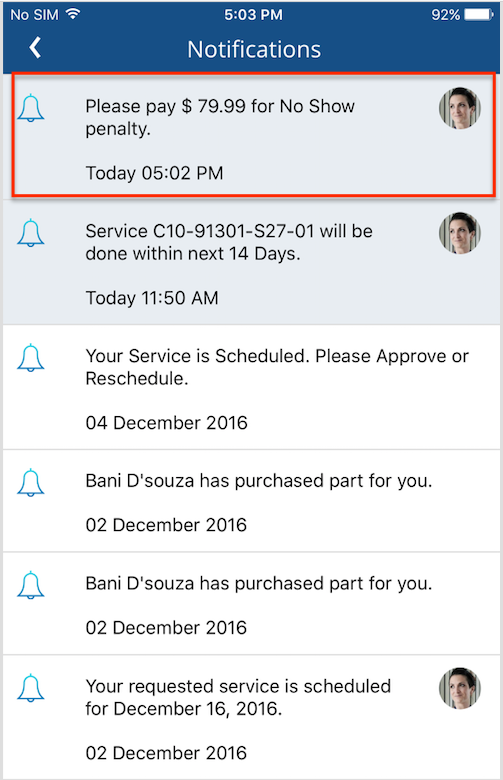 No SIM 5:03 PM 92%
Notifications
Please pay $ 79.99 for No Show
penalty.
Today 05:02 PM
Service C10-91301-S27-01 will be
done within next 14 Days.
Today 11:50 AM
Your Service is Scheduled. Please Approve or
Reschedule.
04 December 2016
Bani D'souza has purchased part for you.
02 December 2016
Bani D'souza has purchased part for you.
02 December 2016
Your requested service is scheduled
for December 16, 2016.
02 December 2016